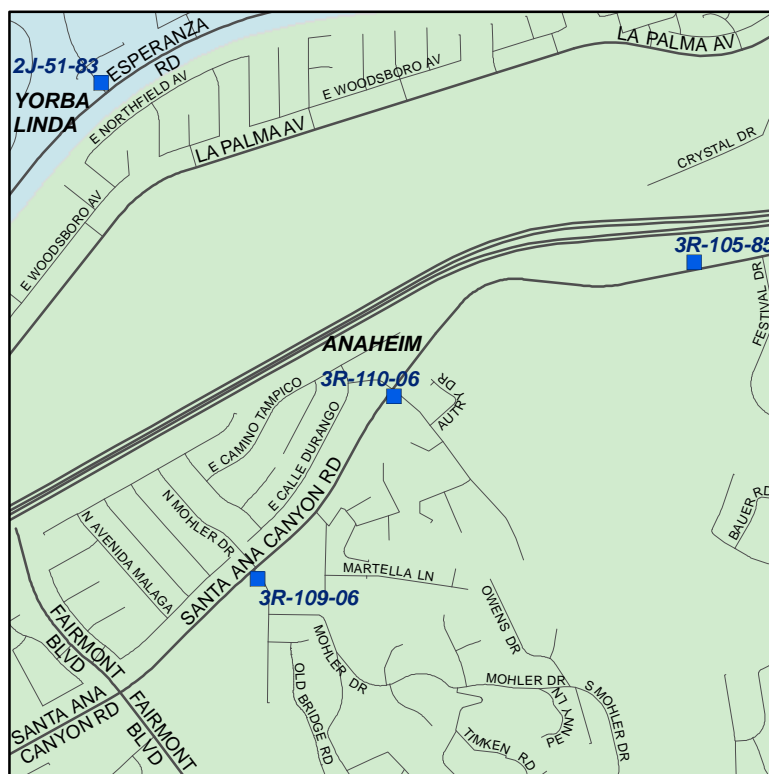 ESPERANZA
RD
LA PALMA AV
2J-51-83
YORBA
LINDA
E NORTHFIELD AV
E WOODSBORO AV
LA PALMA AV
CRYSTAL DR
E WOODSBORO AV
3R-105-85
FESTIVAL DR
ANAHEIM
3R-110-06
AUTRY DR
E CAMINO TAMPICO
E CALLE DURANGO
SANTA ANA CANYON RD
N MOHLER DR
N AVENIDA MALAGA
BAUER RD
MARTELLA LN
3R-109-06
OWENS DR
FAIRMONT
BLVD
MOHLER DR
OLD BRIDGE RD
MOHLER DR
S MOHLER DR
PENNY LN
SANTA ANA
CANYON RD
FAIRMONT
BLVD
TIMKEN RD